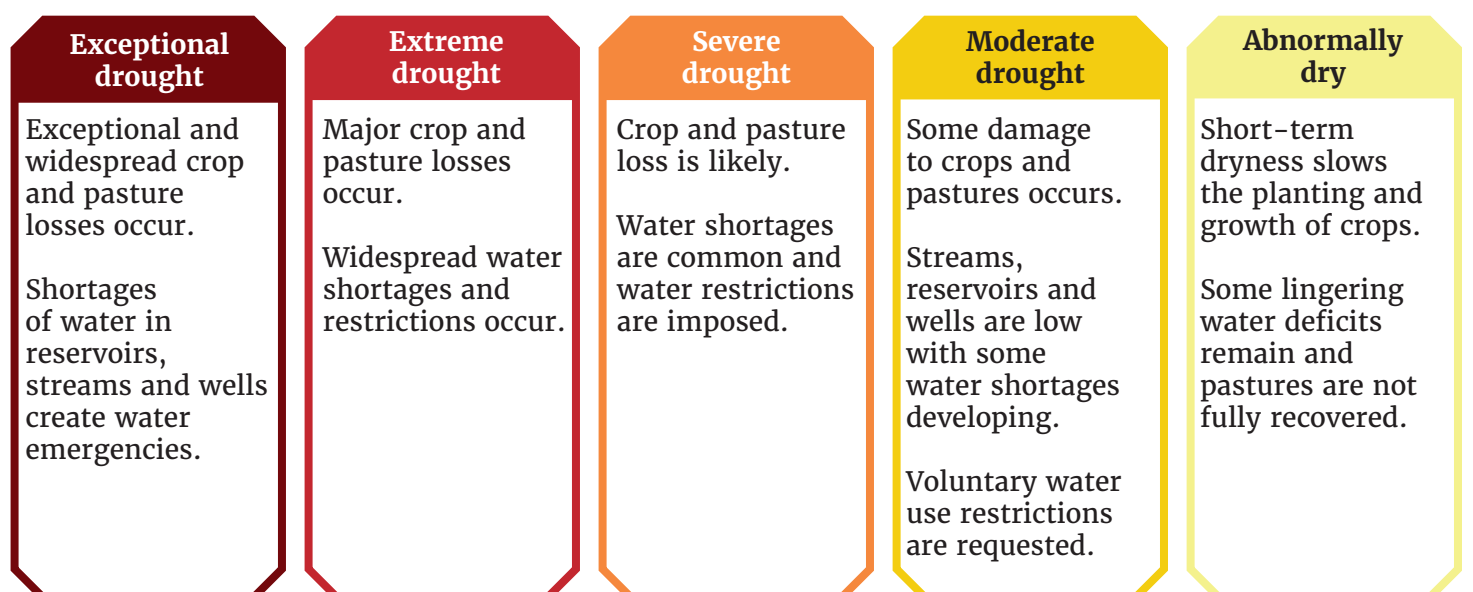 Exceptional
drought
Exceptional and
widespread crop
and pasture
losses occur.
Shortages
of water in
reservoirs,
streams and wells
create water
emergencies.
Extreme
drought
Major crop and
pasture losses
occur.
Widespread water
shortages and
restrictions occur.
Severe
drought
Crop and pasture
loss is likely.
Water shortages
are common and
water restrictions
are imposed.
Moderate
drought
Some damage
to crops and
pastures occurs.
Streams,
reservoirs and
wells are low
with some
water shortages
developing.
Voluntary water
use restrictions
are requested.
Abnormally
dry
Short-term
dryness slows
the planting and
growth of crops.
Some lingering
water deficits
remain and
pastures are not
fully recovered.